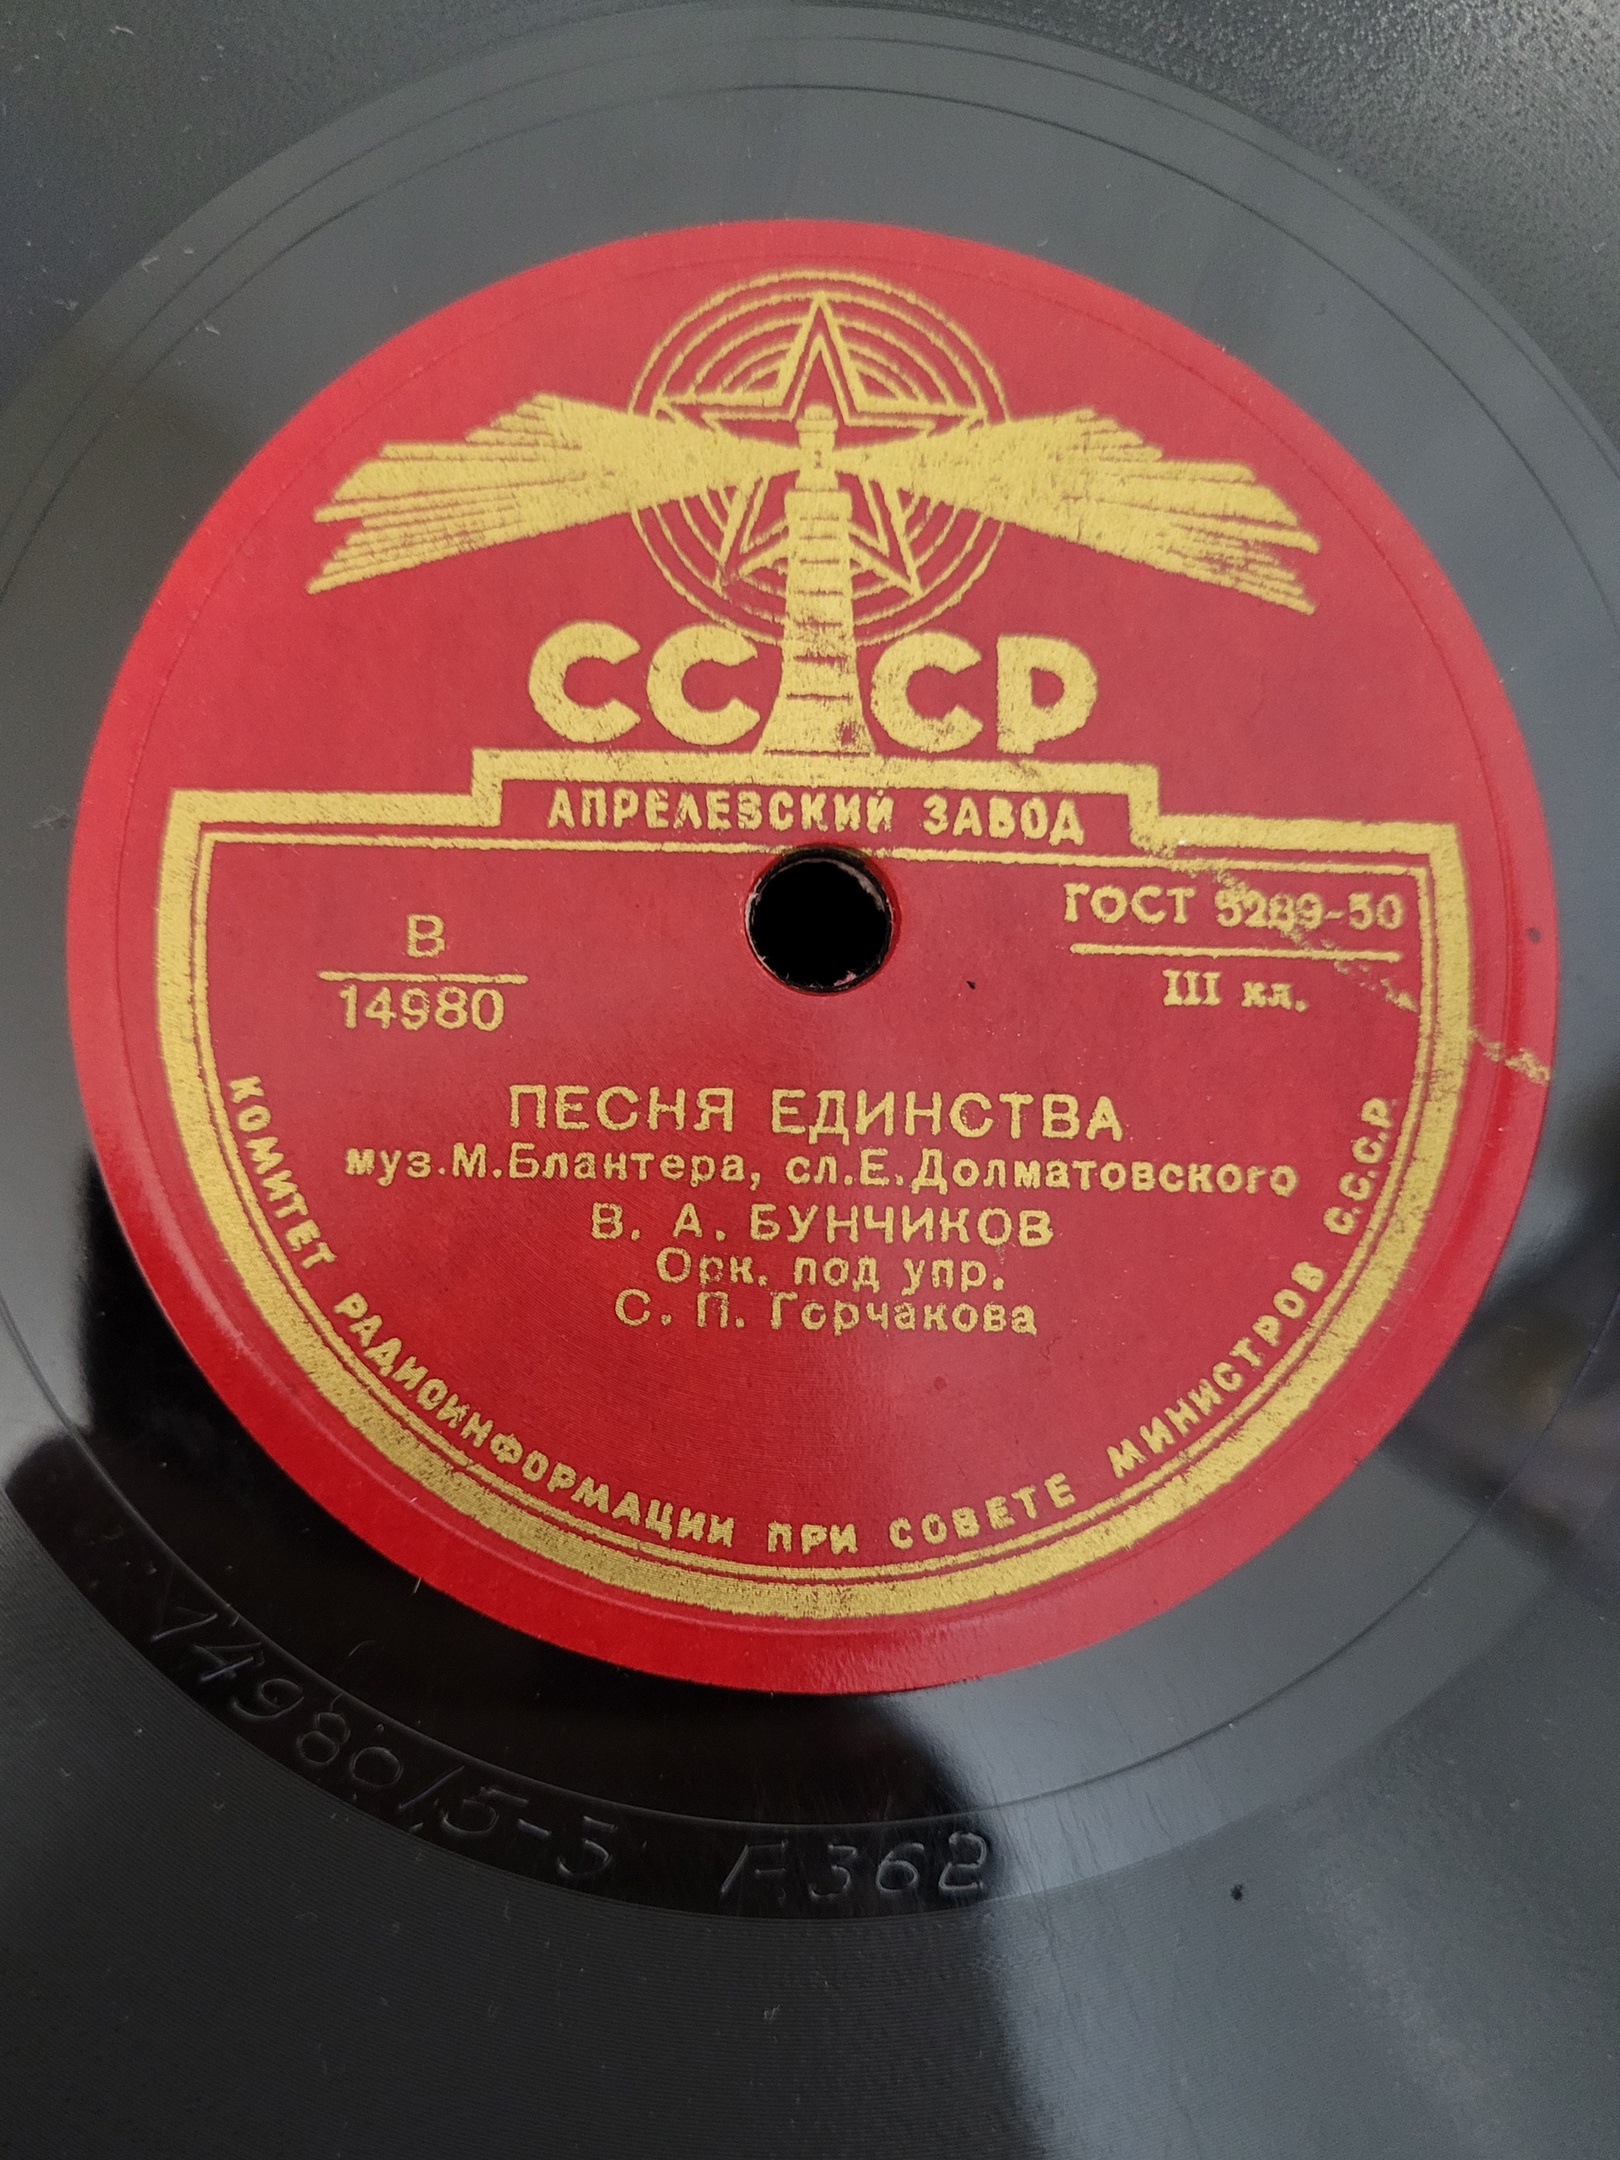 СССР
АПРЕЛЕВСКИЙ ЗАВОД
В
14980
ГОСТ 5289-50
III кл.
ПЕСНЯ ЕДИНСТВА
муз.М.Блантера, сл.Е.Долматовского
В. А. БУНЧИКОВ
Орк. под упр.
С. П. Горчакова
КОМИТЕТ РАДИОИНФОРМАЦИИ ПРИ СОВЕТЕ МИНИСТРОВ С.С.С.Р
14980/5-3 F362